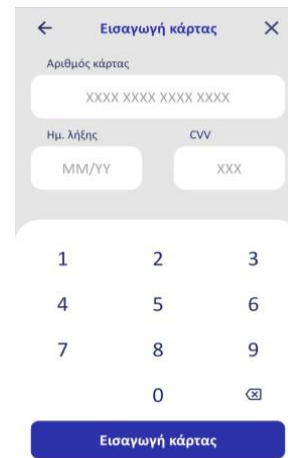 Εισαγωγή κάρτας
Αριθμός κάρτας
XXXX XXXX XXXX XXXX
Ημ. λήξης CVV
MM/YY XXX
1 2 3
4 5 6
7 8 9
0
Εισαγωγή κάρτας